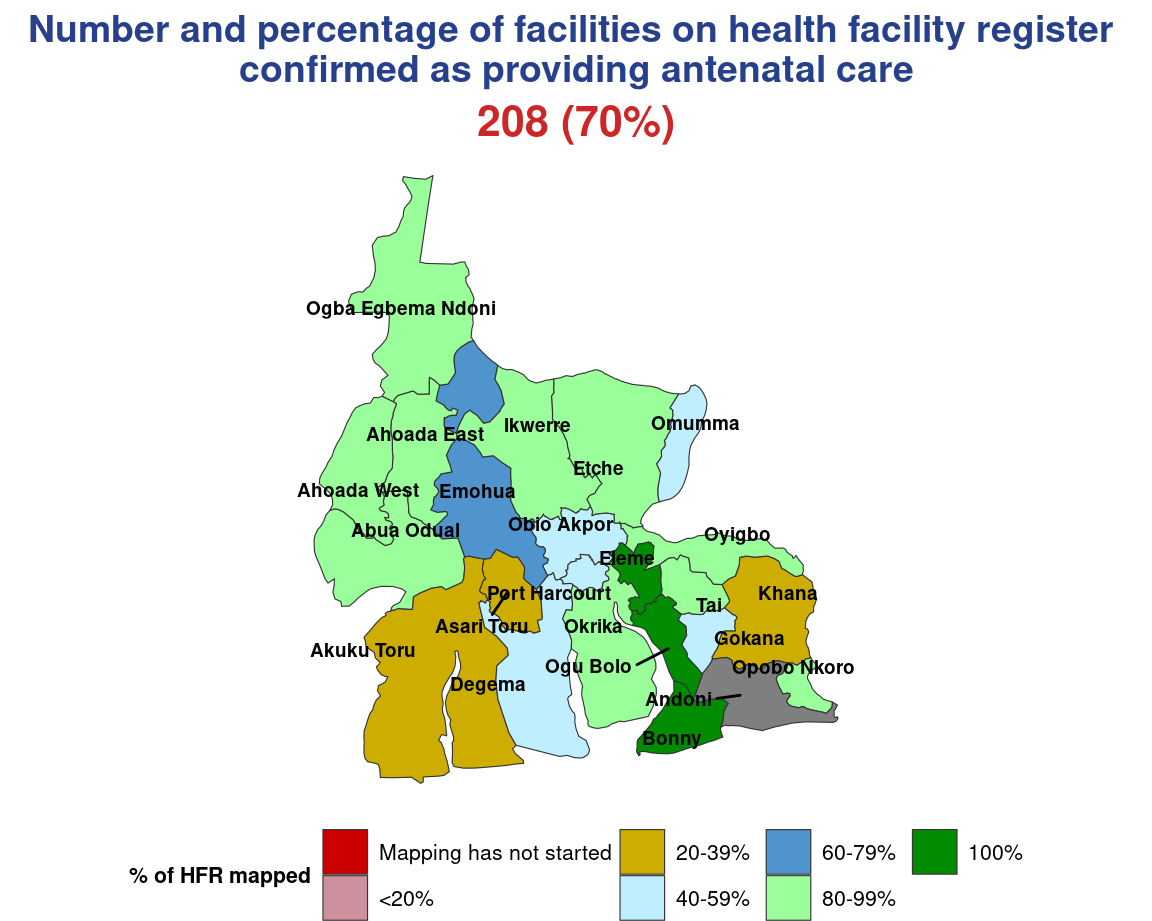 Number and percentage of facilities on health facility register
confirmed as providing antenatal care
208 (70%)
Ogba Egbema Ndoni
Omumma
Ikwerre
Ahoada East
Etche
Ahoada West
Emohua
Obio Akpor
Abua Odual
Oyigbo
Eleme
Port Harcourt
Khana
Tai
Asari Toru
Okrika
Gokana
Akuku Toru
Ogu Bolo
Opobo Nkoro
Degema
Andoni
Bonny
% of HFR mapped
Mapping has not started
<20%
20-39%
40-59%
60-79%
80-99%
100%